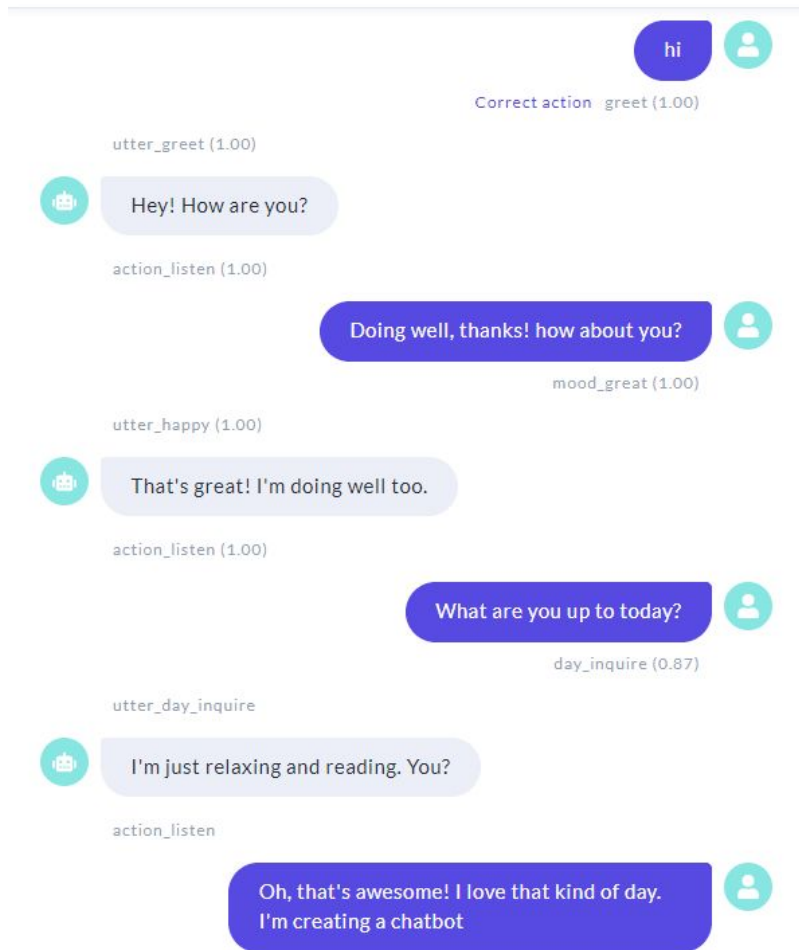 hi
Correct action greet (1.00)
utter_greet (1.00)
Hey! How are you?
action_listen (1.00)
Doing well, thanks! how about you?
mood_great (1.00)
utter_happy (1.00)
That's great! I'm doing well too.
action_listen (1.00)
What are you up to today?
day_inquire (0.87)
utter_day_inquire
I'm just relaxing and reading. You?
action_listen
Oh, that's awesome! I love that kind of day.
I'm creating a chatbot